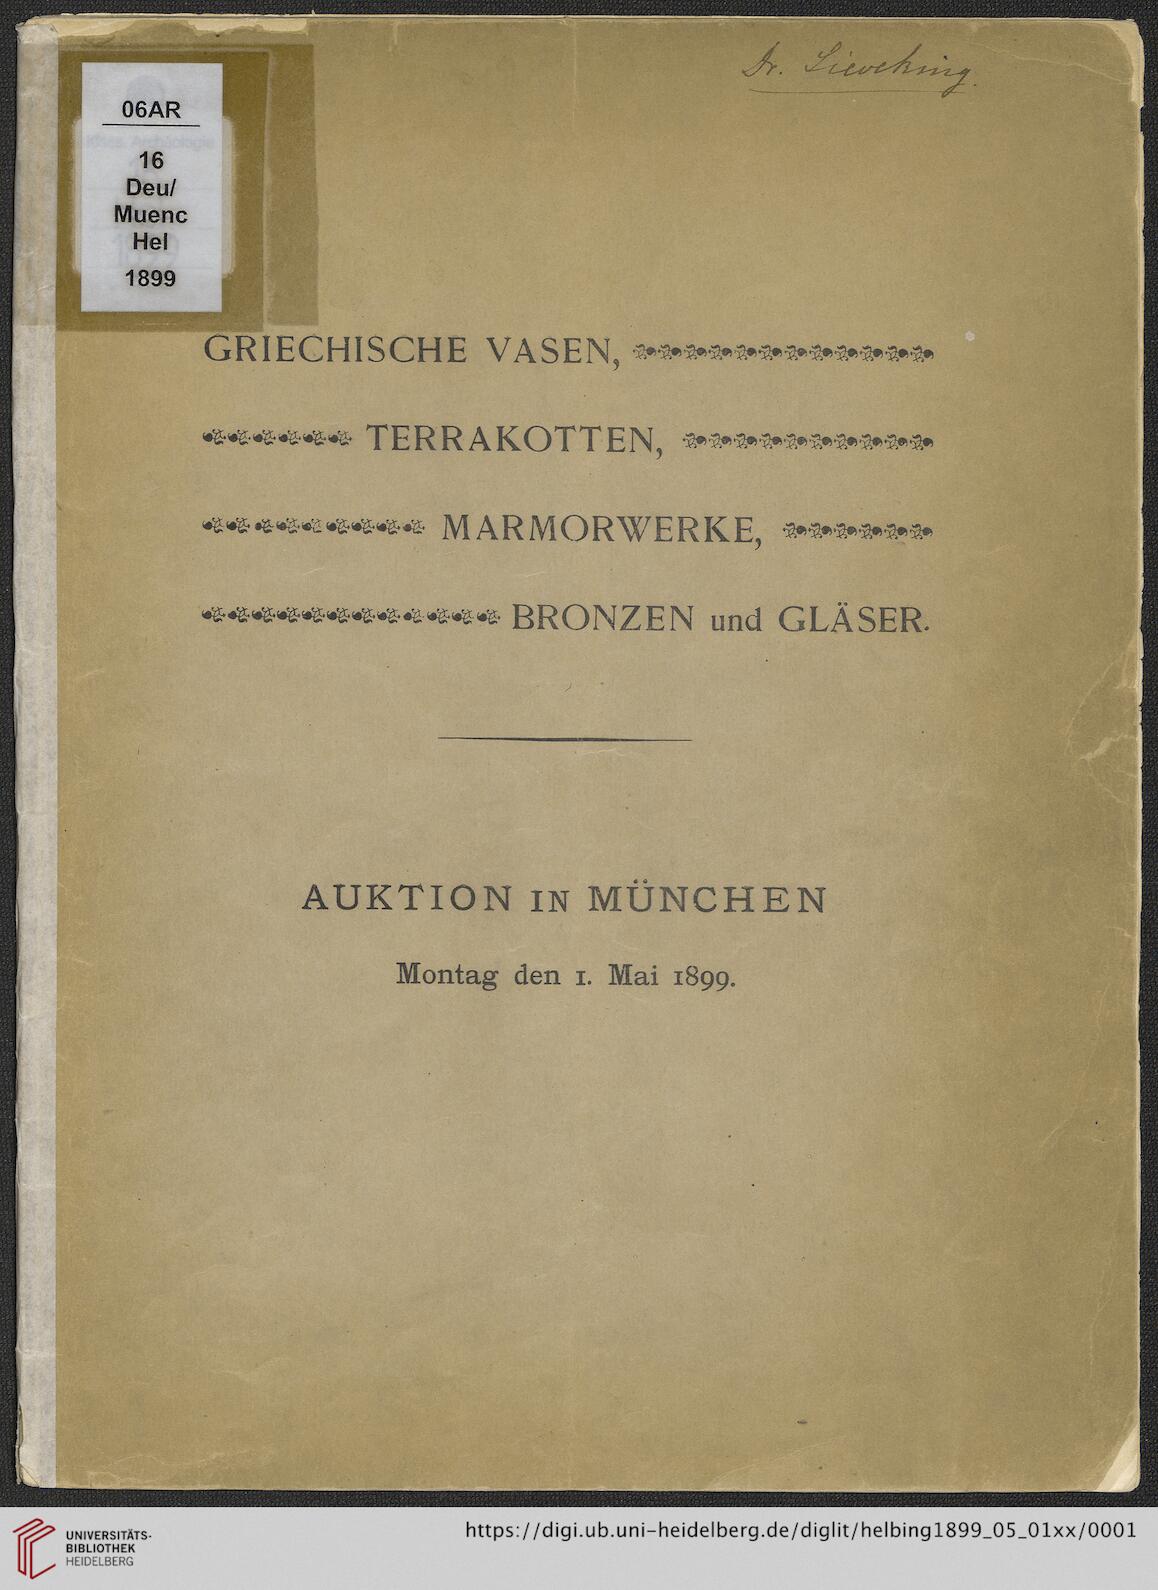 Dr. Sieveking.
06AR
16
Deu/
Muenc
Hel
1899
GRIECHISCHE VASEN,
TERRAKOTTEN,
MARMORWERKE,
BRONZEN und GLÄSER.
AUKTION IN MÜNCHEN
Montag den 1. Mai 1899.
UNIVERSITÄTS-
BIBLIOTHEK
HEIDELBERG
https://digi.ub.uni-heidelberg.de/diglit/helbing1899_05_01xx/0001